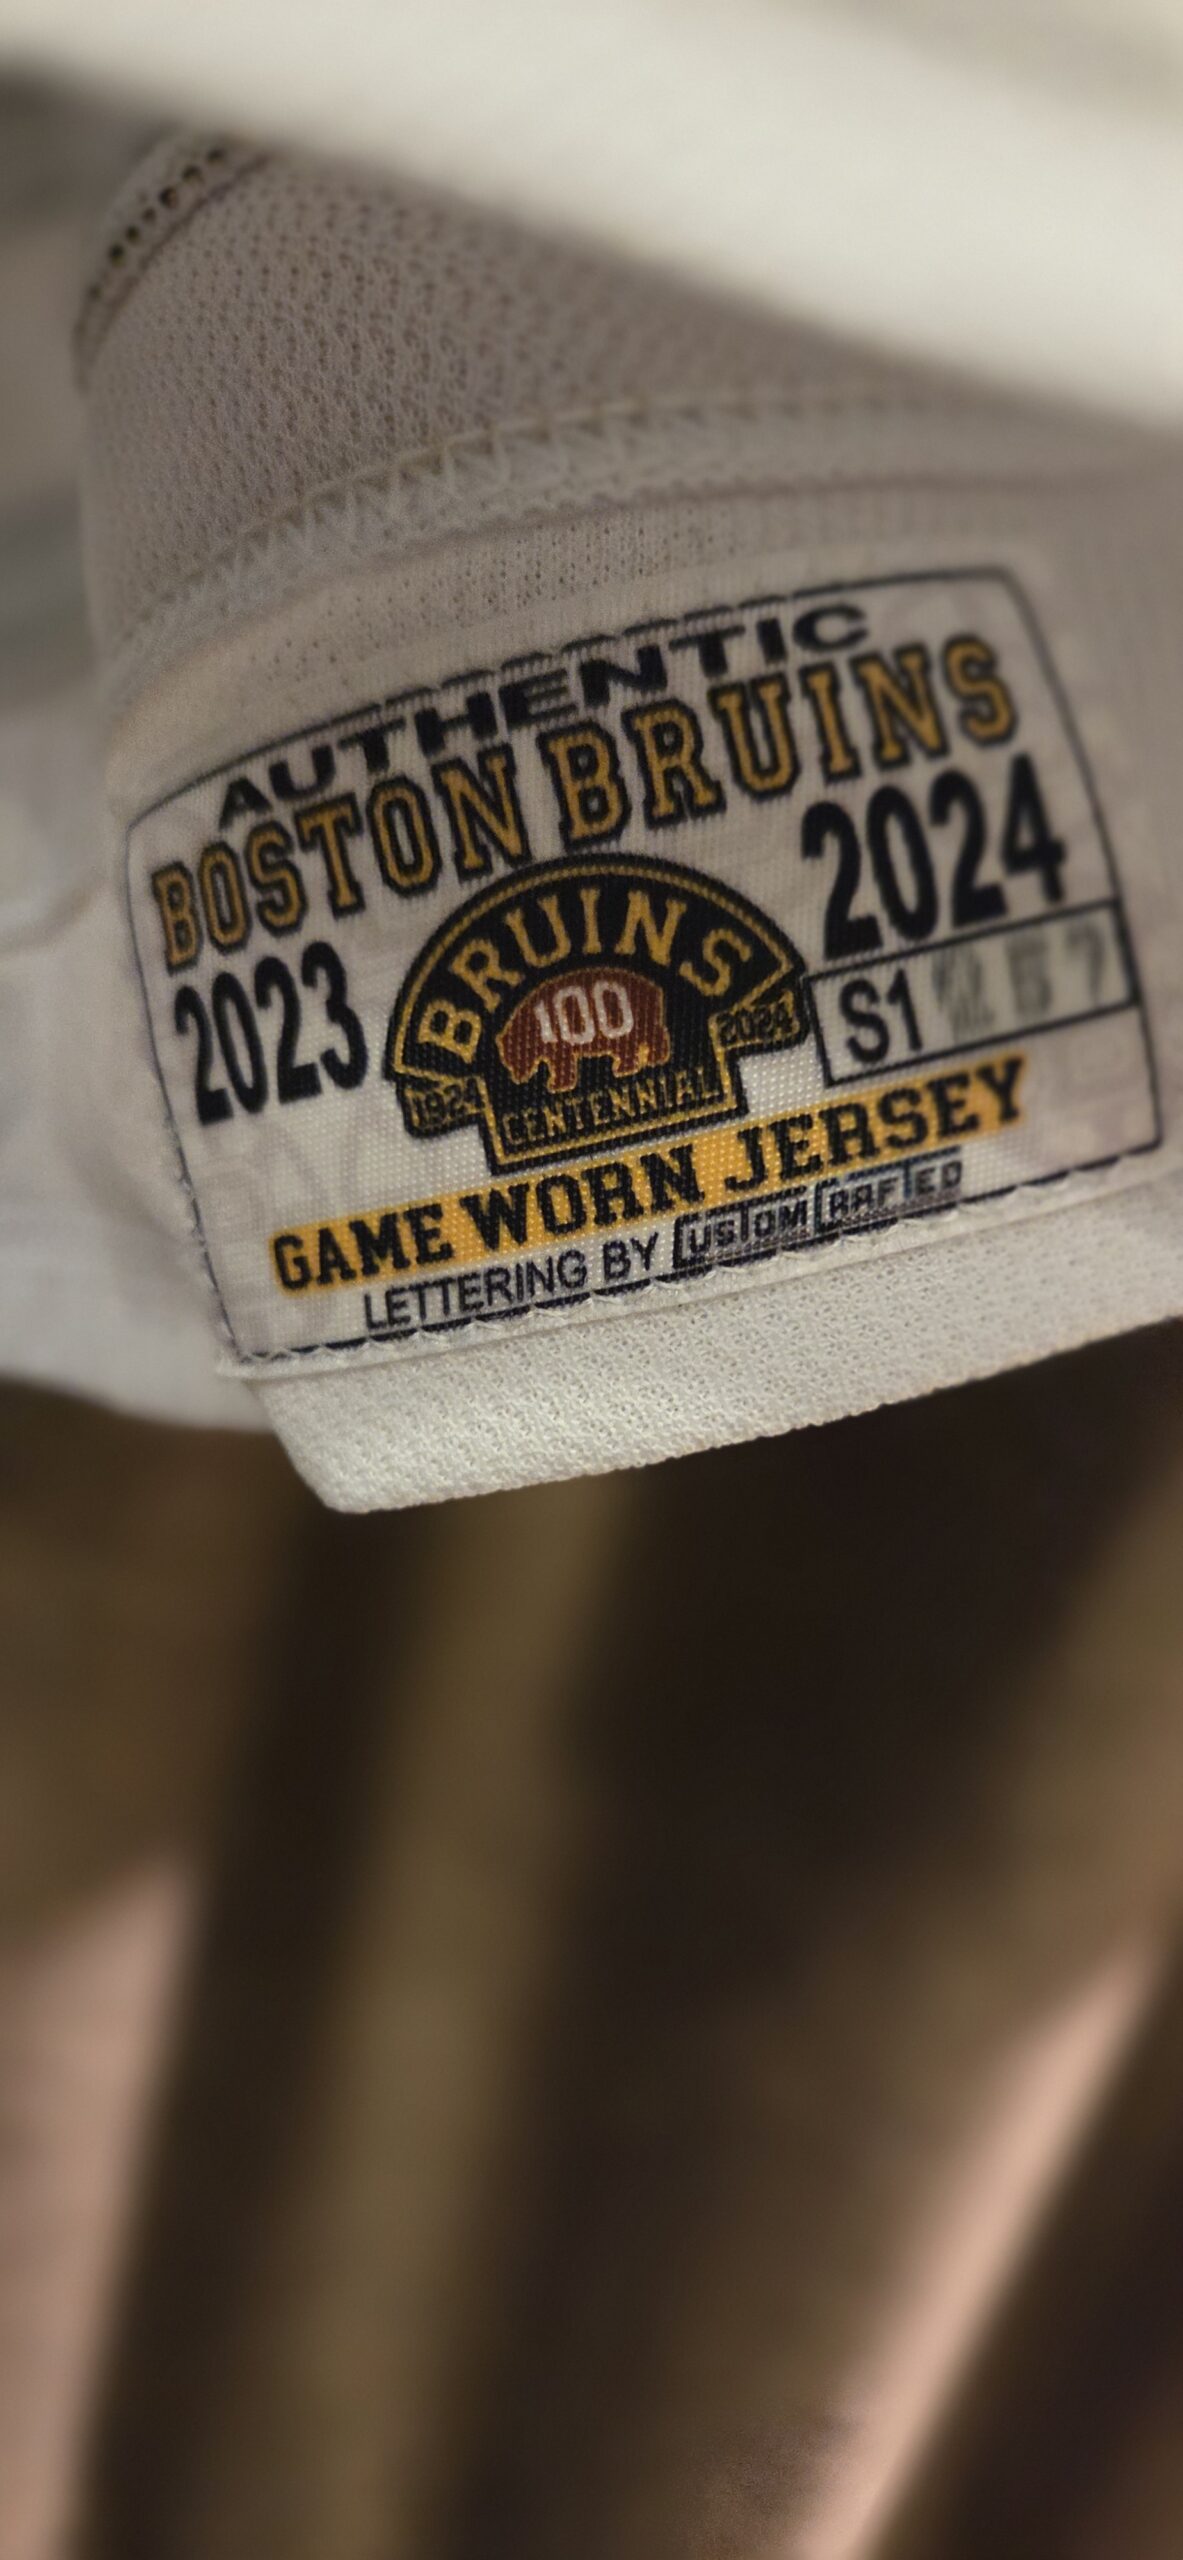 AUTHENTIC
BOSTON BRUINS
2023
2024
BRUINS
100
1924
2024
CENTENNIAL
S1
GAME WORN JERSEY
LETTERING BY CUSTOM CRAFTED